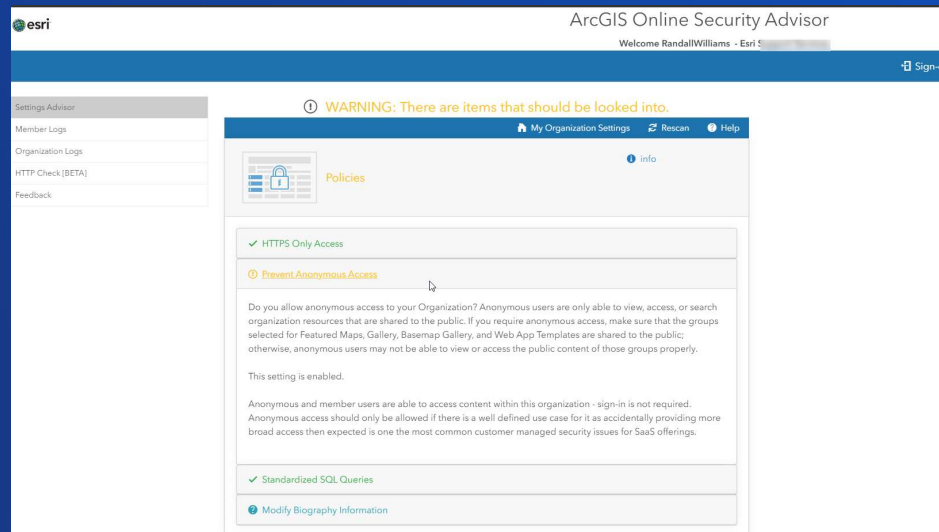 esri
ArcGIS Online Security Advisor
Welcome RandallWilliams - Esri
Sign-
Settings Advisor
Member Logs
Organization Logs
HTTP Check [BETA]
Feedback
WARNING: There are items that should be looked into.
My Organization Settings Rescan Help
Policies
info
HTTPS Only Access
Prevent Anonymous Access
Do you allow anonymous access to your Organization? Anonymous users are only able to view, access, or search
organization resources that are shared to the public. If you require anonymous access, make sure that the groups
selected for Featured Maps, Gallery, Basemap Gallery, and Web App Templates are shared to the public;
otherwise, anonymous users may not be able to view or access the public content of those groups properly.
This setting is enabled.
Anonymous and member users are able to access content within this organization - sign-in is not required.
Anonymous access should only be allowed if there is a well defined use case for it as accidentally providing more
broad access then expected is one the most common customer managed security issues for SaaS offerings.
Standardized SQL Queries
Modify Biography Information